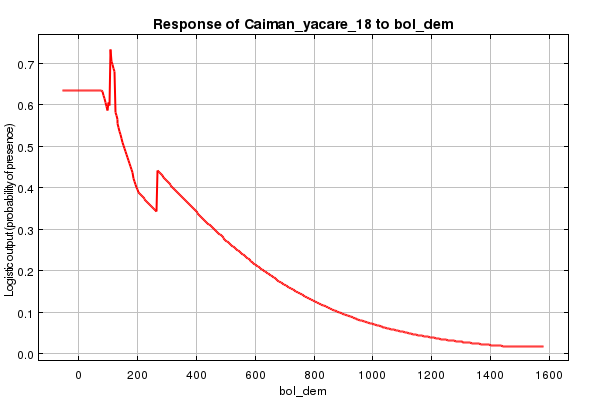 Response of Caiman_yacare_18 to bol_dem
Logistic output (probability of presence)
0.7
0.6
0.5
0.4
0.3
0.2
0.1
0.0
0 200 400 600 800 1000 1200 1400 1600
bol_dem